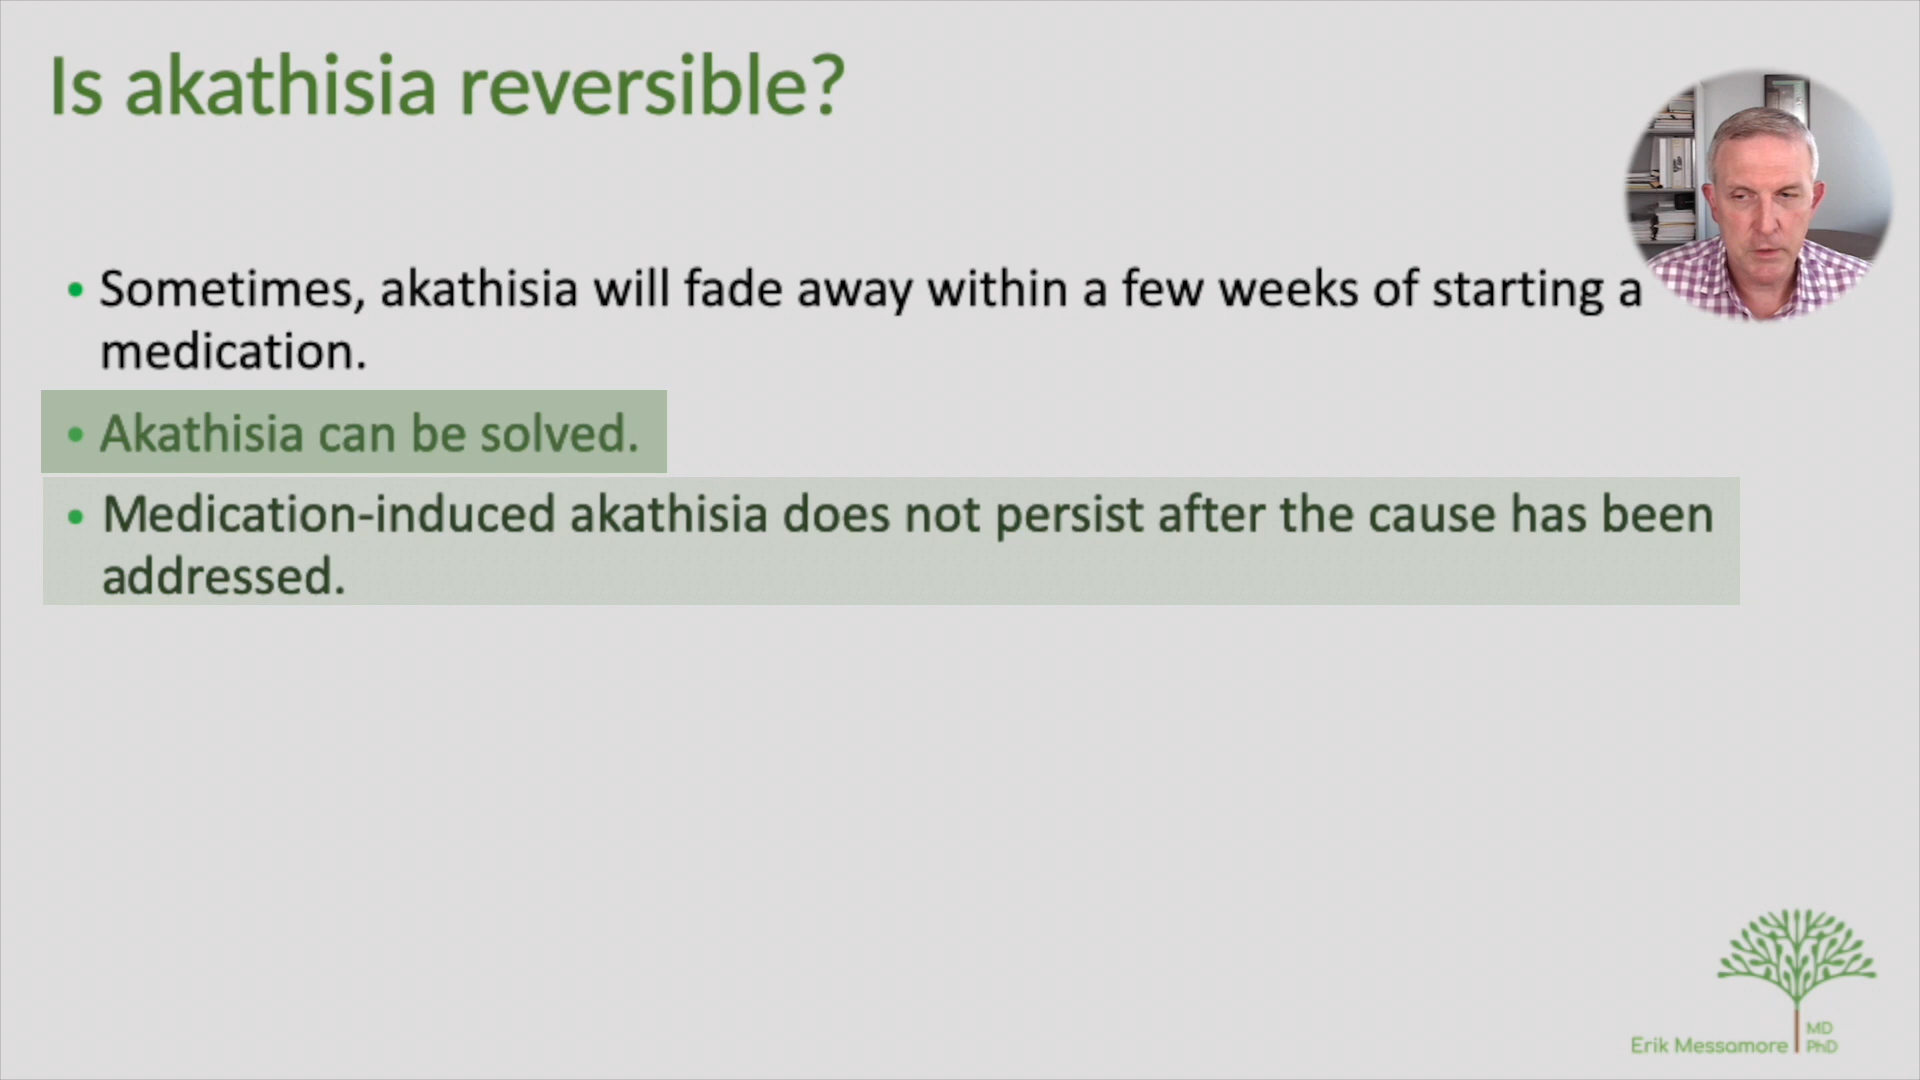 Is akathisia reversible?
• Sometimes, akathisia will fade away within a few weeks of starting a
medication.
• Akathisia can be solved.
• Medication-induced akathisia does not persist after the cause has been
addressed.
Erik Messamore
MD
PhD